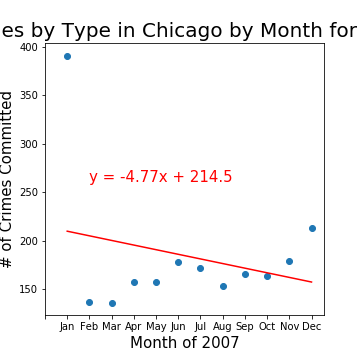 es by Type in Chicago by Month for
# of Crimes Committed
400
350
300
250
200
150
y = -4.77x + 214.5
Jan Feb Mar Apr May Jun Jul Aug Sep Oct Nov Dec
Month of 2007